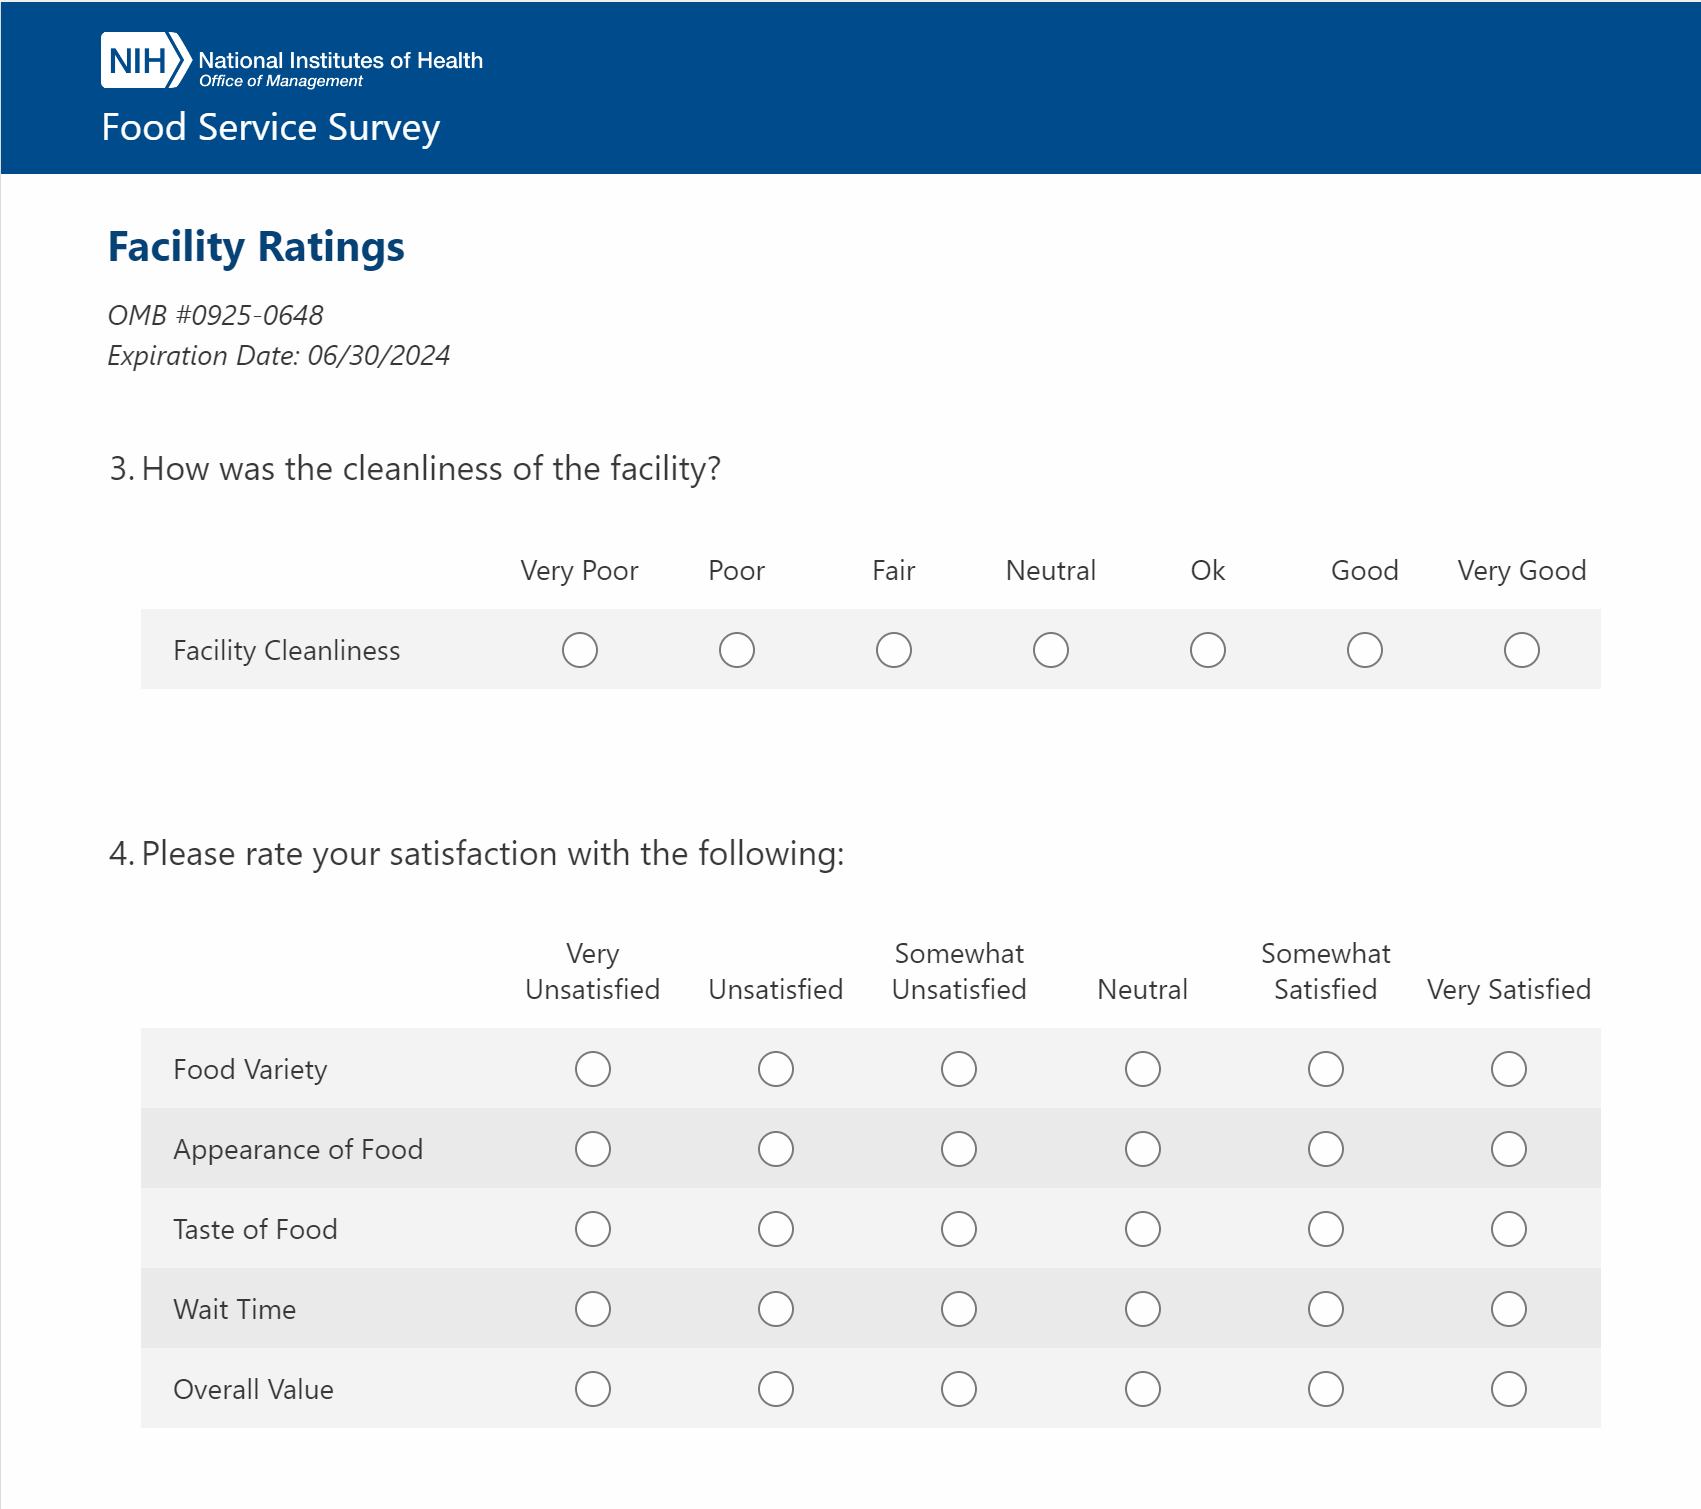 NIH National Institutes of Health
Office of Management
Food Service Survey
Facility Ratings
OMB #0925-0648
Expiration Date: 06/30/2024
3. How was the cleanliness of the facility?
Very Poor Poor Fair Neutral Ok Good Very Good
Facility Cleanliness
4. Please rate your satisfaction with the following:
Very Unsatisfied Unsatisfied Somewhat Unsatisfied Neutral Somewhat Satisfied Very Satisfied
Food Variety
Appearance of Food
Taste of Food
Wait Time
Overall Value